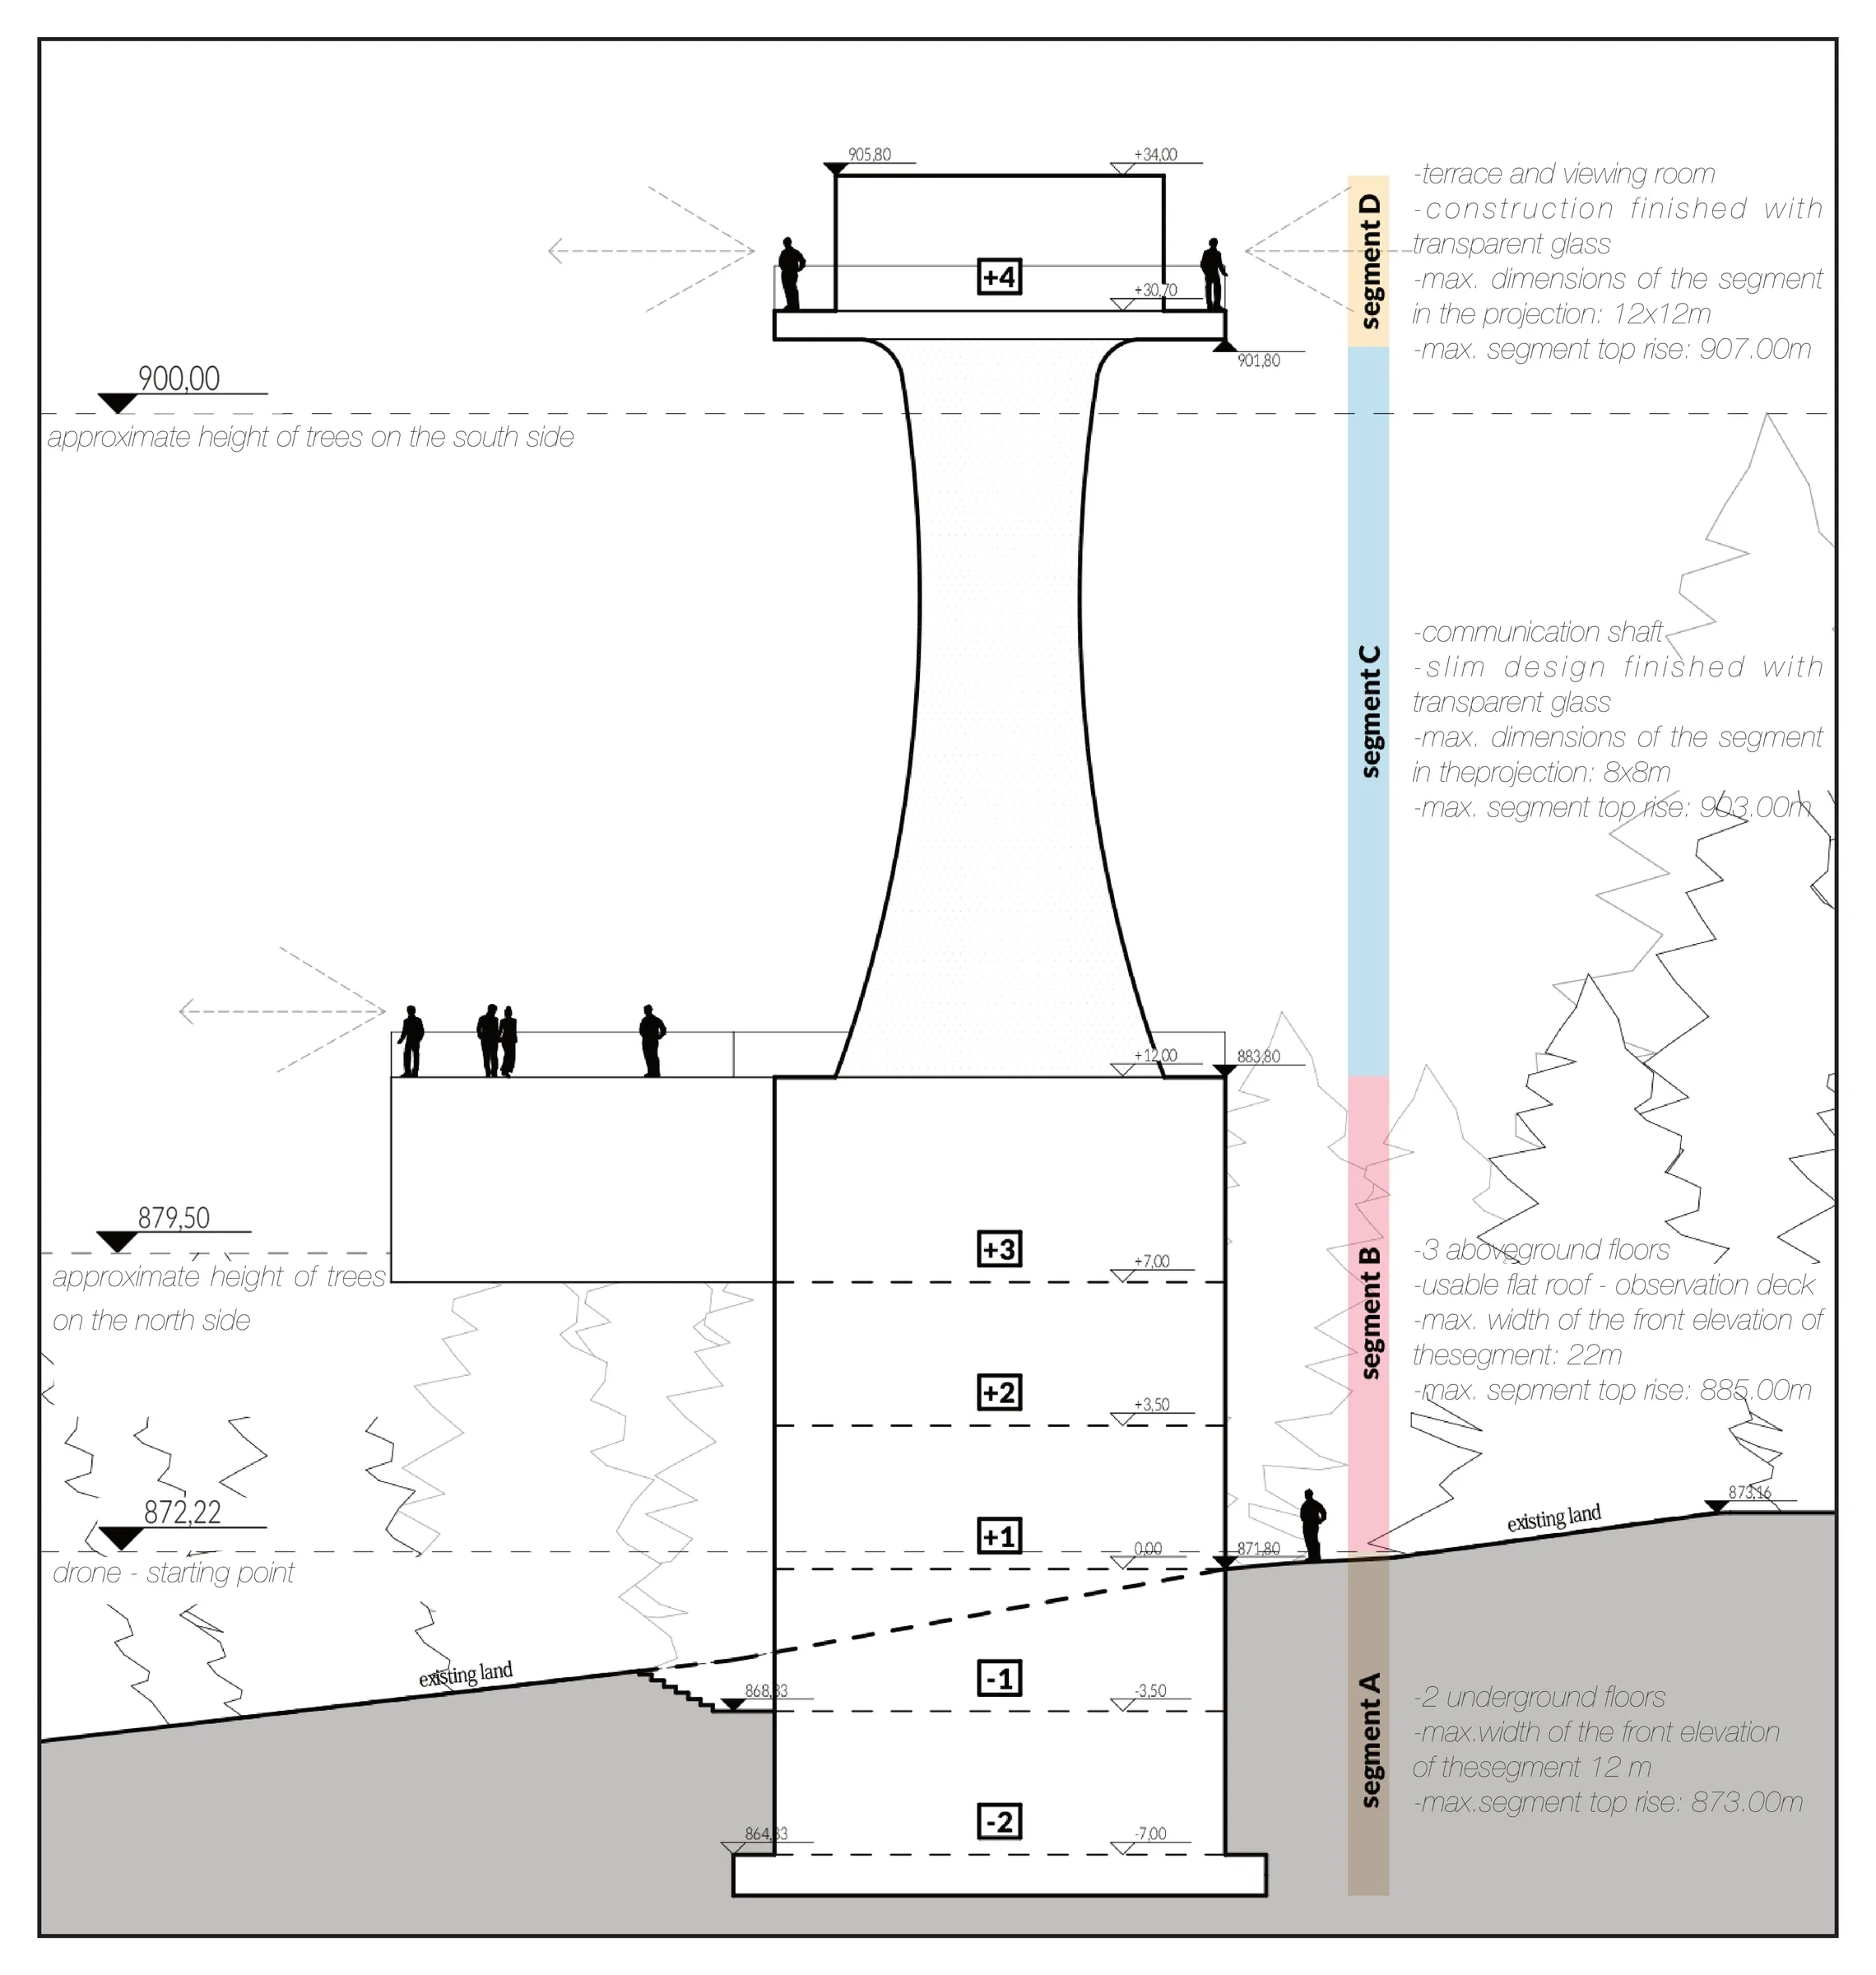 905,80
+34,00
-terrace and viewing room
-construction finished with
transparent glass
-max. dimensions of the segment
in the projection: 12x12m
-max. segment top rise: 907.00m
segment D
+4
+30,70
901,80
900,00
approximate height of trees on the south side
-communication shaft
-slim design finished with
transparent glass
-max. dimensions of the segment
in theprojection: 8x8m
-max. segment top rise: 903.00m
segment C
+12,00
883,80
879,50
approximate height of trees
on the north side
+3
+7,00
-3 aboveground floors
-usable flat roof - observation deck
-max. width of the front elevation of
thesegment: 22m
-max. sepment top rise: 885.00m
segment B
+2
+3,50
872,22
drone - starting point
+1
0,00
871,80
873,16
existing land
existing land
-1
868,33
-3,50
-2 underground floors
-max.width of the front elevation
of thesegment 12 m
-max.segment top rise: 873.00m
segment A
-2
864,83
-7,00